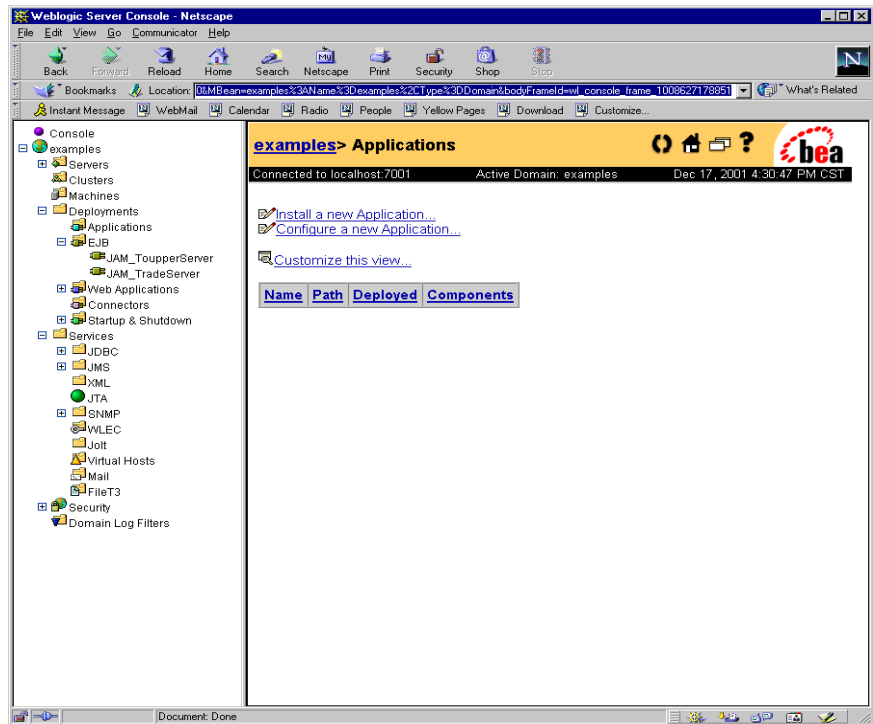 Weblogic Server Console - Netscape
File Edit View Go Communicator Help
Back Forward Reload Home Search Netscape Print Security Shop Stop
My
N
Bookmarks Location: 0&MBean=examples%3AName%3Dexamples%2CType%3DDomain&bodyFrameId=wl_console_frame_1008627178851 What's Related
Instant Message WebMail Calendar Radio People Yellow Pages Download Customize...
Console
examples
Servers
Clusters
Machines
Deployments
Applications
EJB
JAM_ToupperServer
JAM_TradeServer
Web Applications
Connectors
Startup & Shutdown
Services
JDBC
JMS
XML
JTA
SNMP
WLEC
Jolt
Virtual Hosts
Mail
FileT3
Security
Domain Log Filters
examples> Applications
?
bea
Connected to localhost:7001 Active Domain: examples Dec 17, 2001 4:30:47 PM CST
Install a new Application...
Configure a new Application...
Customize this view...
Name Path Deployed Components
Document: Done